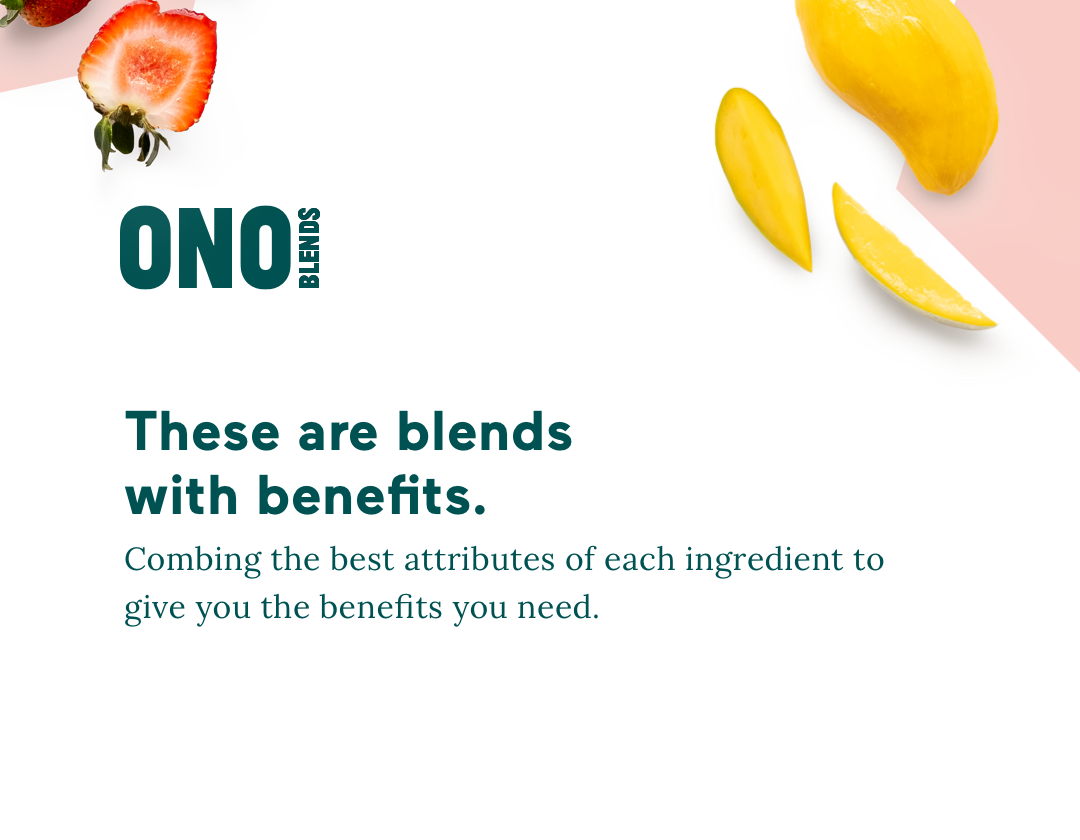 ONO BLENDS
These are blends
with benefits.
Combing the best attributes of each ingredient to
give you the benefits you need.